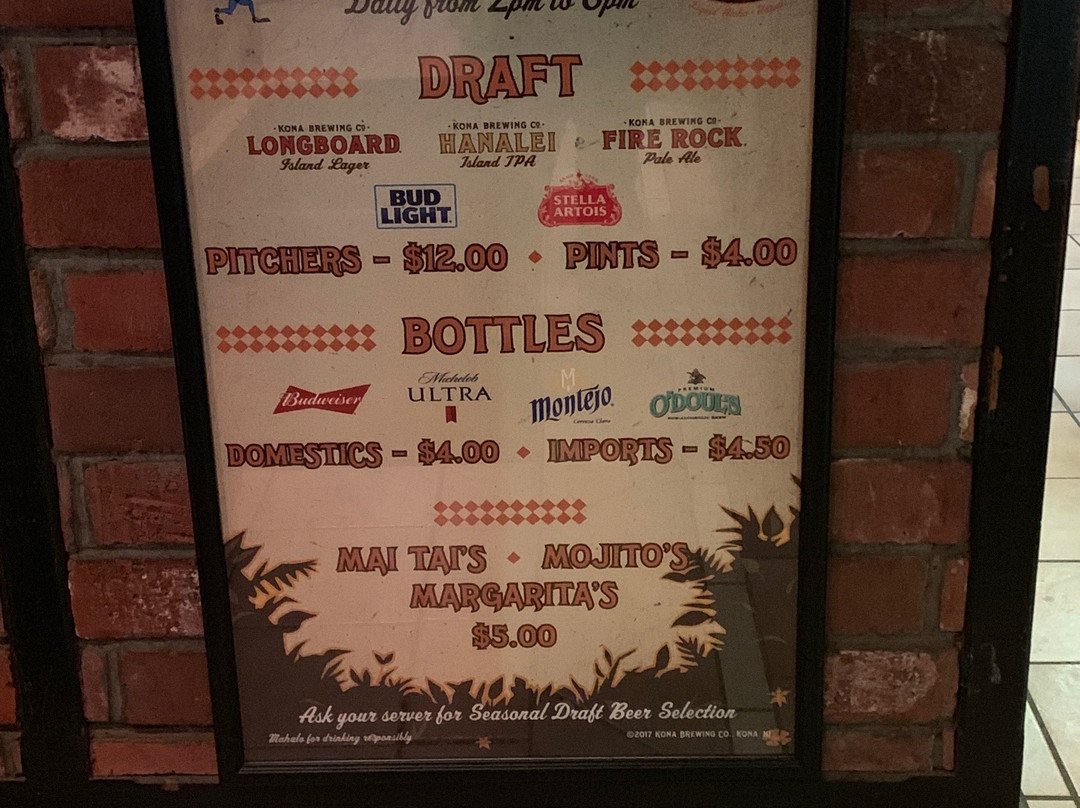 Daily from 2pm to
DRAFT
KONA BREWING CO. KONA BREWING CO. KONA BREWING CO.
LONGBOARD HANALEI FIRE ROCK
Island Lager Island IPA Pale Ale
BUD LIGHT STELLA ARTOIS
PITCHERS - $12.00 PINTS - $4.00
BOTTLES
Budweiser Michelob ULTRA Montejo Cerveza Clara PREMIUM O'DOUL'S
DOMESTICS - $4.00 IMPORTS - $4.50
MAI TAI'S MOJITO'S
MARGARITA'S
$5.00
Ask your server for Seasonal Draft Beer Selection
Mahalo for drinking responsibly ©2017 KONA BREWING CO., KONA, HI